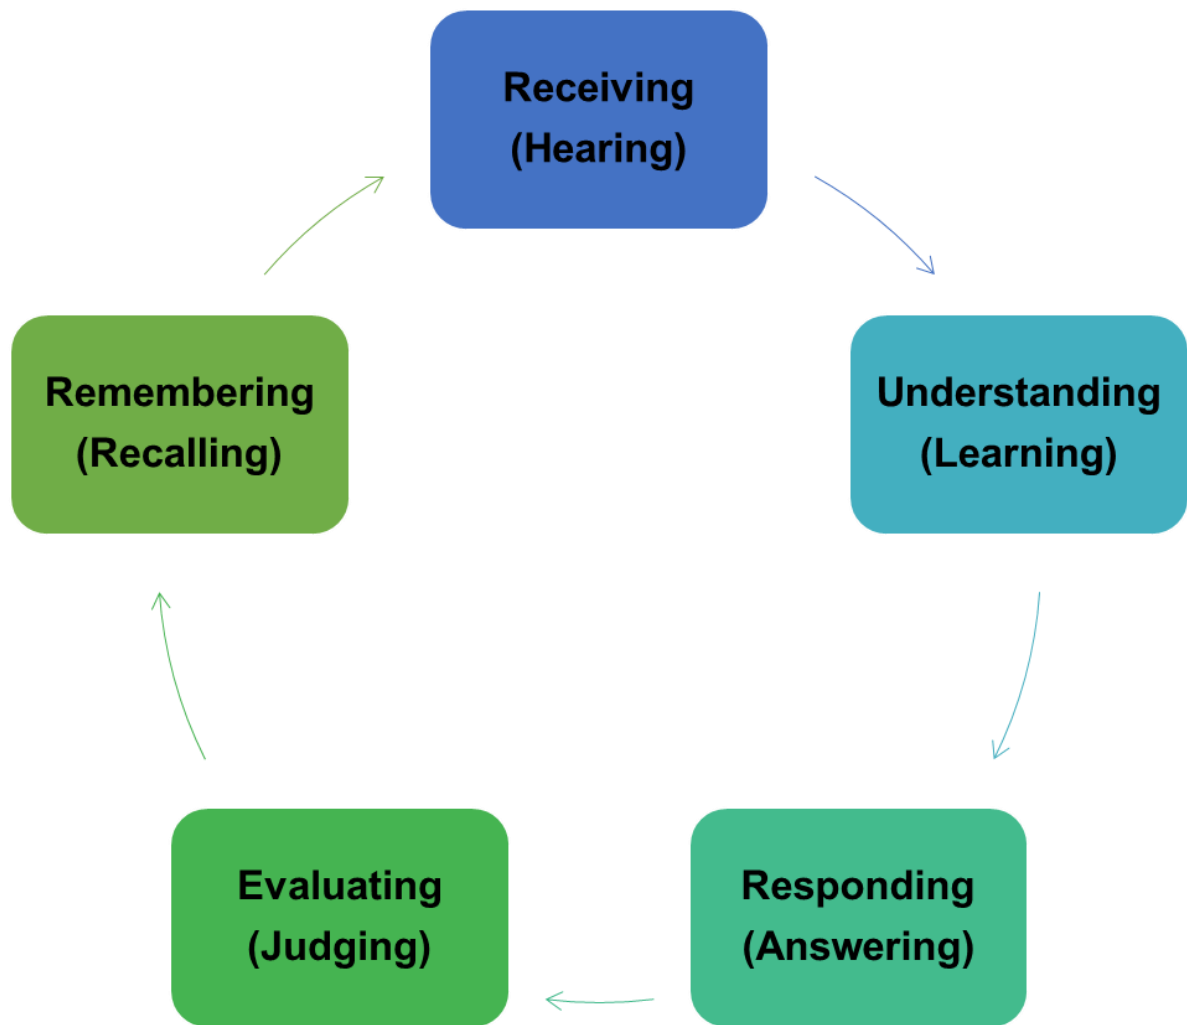 Receiving
(Hearing)
Understanding
(Learning)
Responding
(Answering)
Evaluating
(Judging)
Remembering
(Recalling)